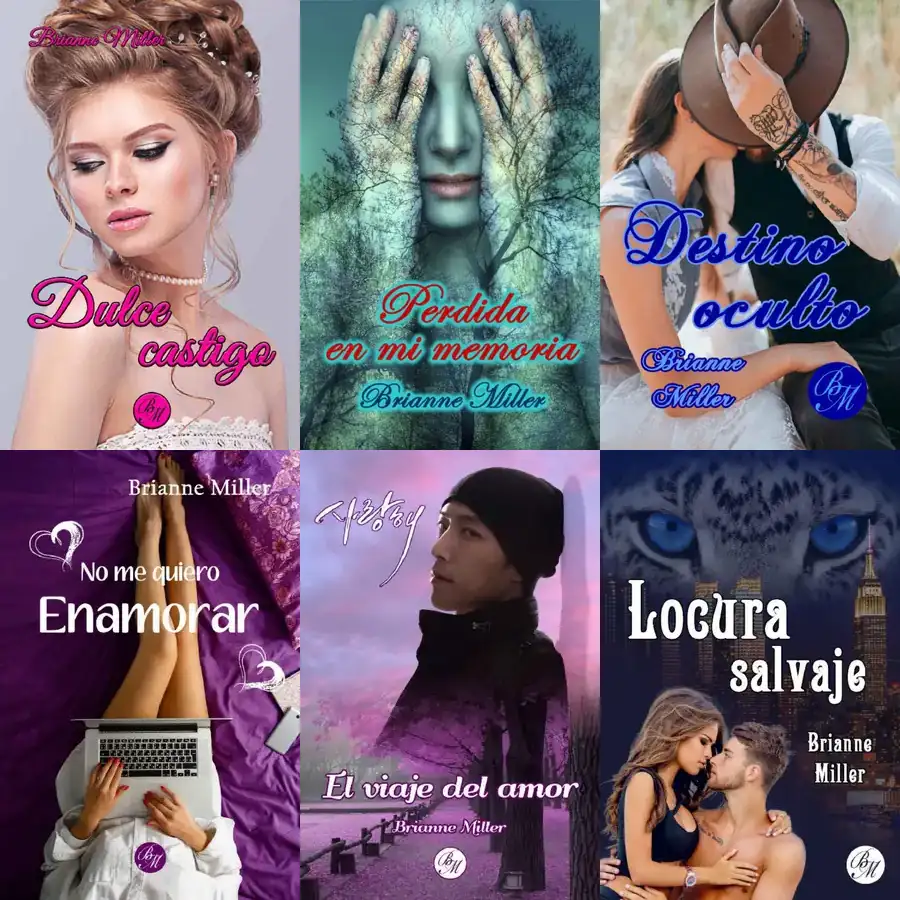 Brianne Miller
Dulce
castigo
BM
Perdida
en mi memoria
Brianne Miller
Destino
oculto
Brianne
Miller
BM
Brianne Miller
No me quiero
Enamorar
BM
사랑해
El viaje del amor
Brianne Miller
BM
Locura
salvaje
Brianne
Miller
BM